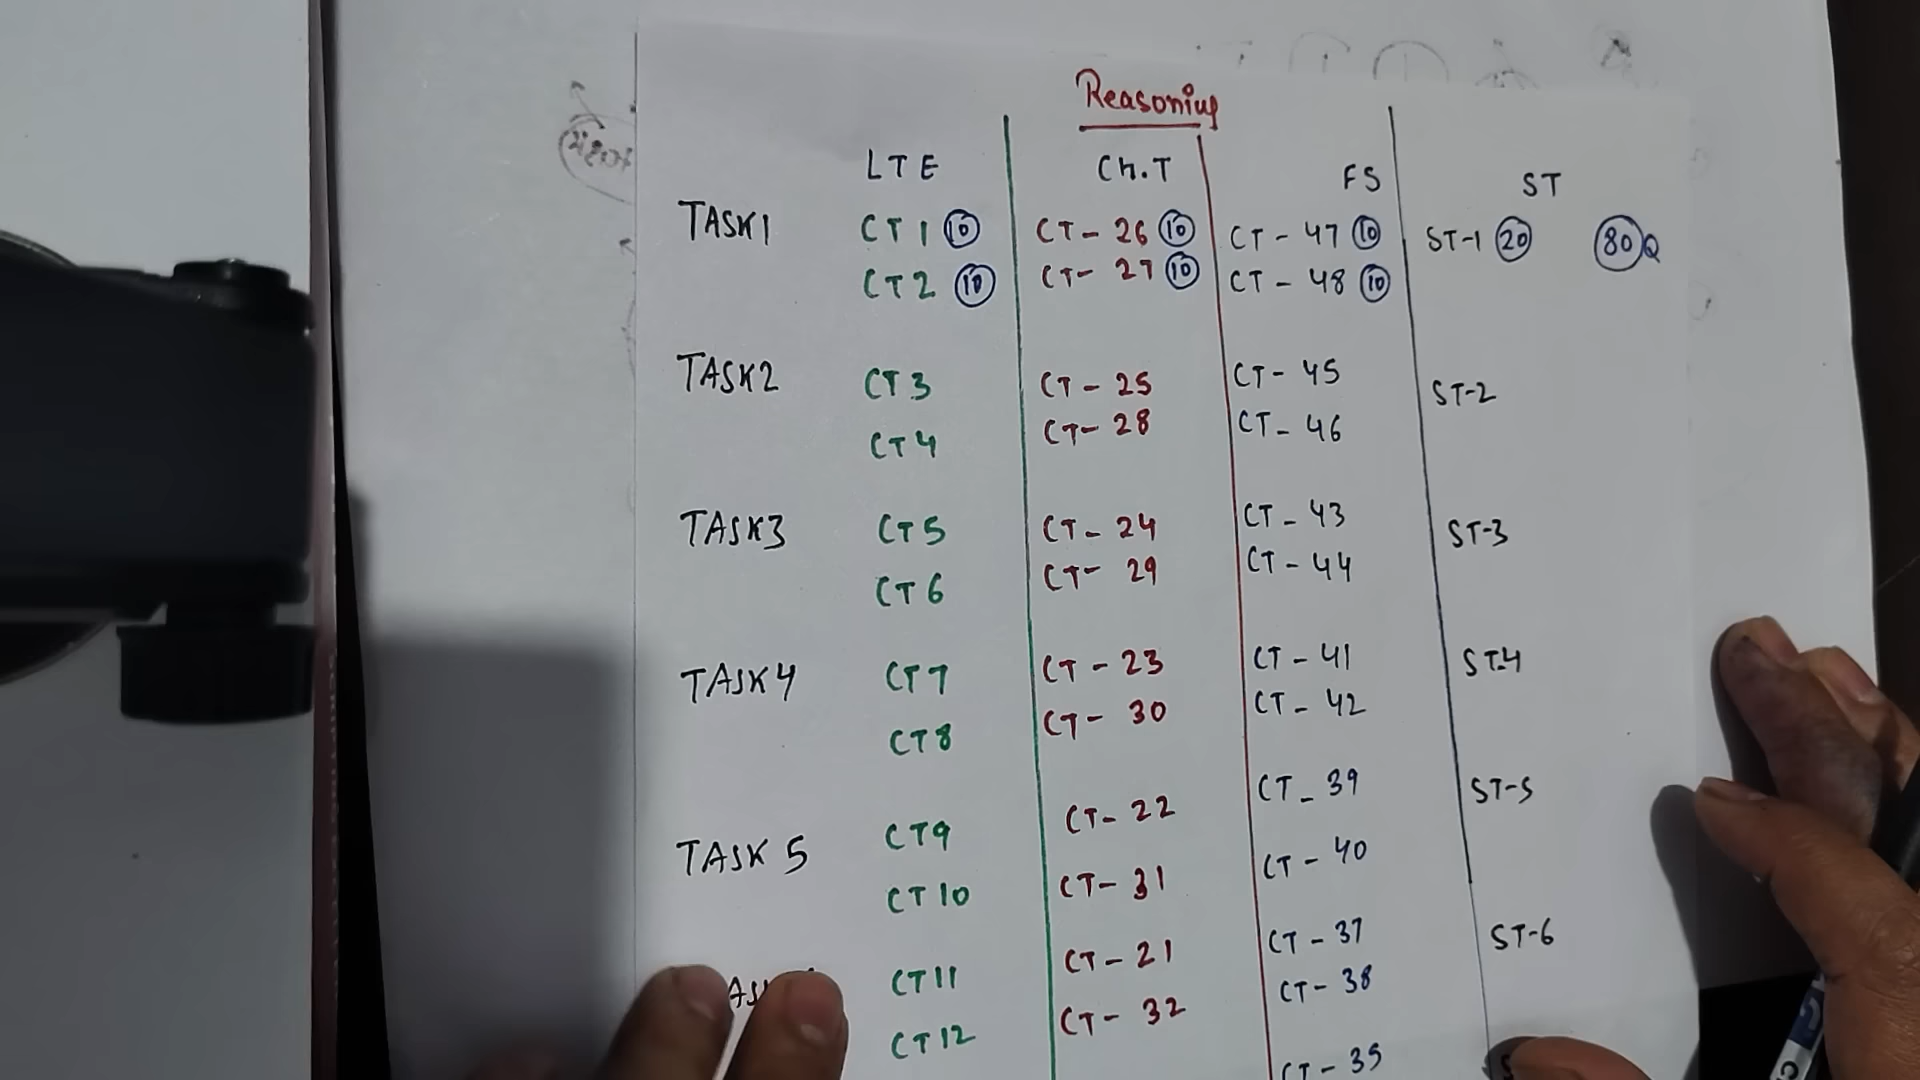 Reasoning
LTE Ch.T FS ST
TASK1 CT1 10 CT-26 10 CT-47 10 ST-1 20 80Q
CT2 10 CT-27 10 CT-48 10
TASK2 CT3 CT-25 CT-45 ST-2
CT4 CT-28 CT-46
TASK3 CT5 CT-24 CT-43 ST-3
CT6 CT-29 CT-44
TASK4 CT7 CT-23 CT-41 ST-4
CT8 CT-30 CT-42
TASK 5 CT9 CT-22 CT-39 ST-5
CT10 CT-31 CT-40
CT11 CT-21 CT-37 ST-6
CT12 CT-32 CT-38
CT-35